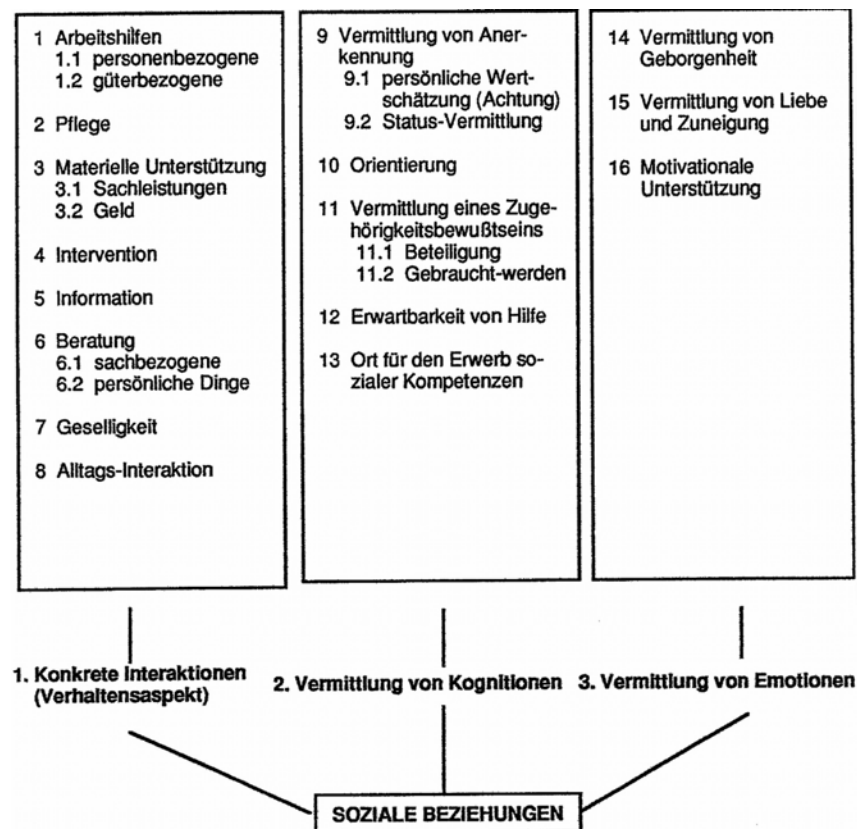 1 Arbeitshilfen
1.1 personenbezogene
1.2 güterbezogene
2 Pflege
3 Materielle Unterstützung
3.1 Sachleistungen
3.2 Geld
4 Intervention
5 Information
6 Beratung
6.1 sachbezogene
6.2 persönliche Dinge
7 Geselligkeit
8 Alltags-Interaktion
9 Vermittlung von Aner-
kennung
9.1 persönliche Wert-
schätzung (Achtung)
9.2 Status-Vermittlung
10 Orientierung
11 Vermittlung eines Zuge-
hörigkeitsbewußtseins
11.1 Beteiligung
11.2 Gebraucht-werden
12 Erwartbarkeit von Hilfe
13 Ort für den Erwerb so-
zialer Kompetenzen
14 Vermittlung von
Geborgenheit
15 Vermittlung von Liebe
und Zuneigung
16 Motivationale
Unterstützung
1. Konkrete Interaktionen
(Verhaltensaspekt)
2. Vermittlung von Kognitionen
3. Vermittlung von Emotionen
SOZIALE BEZIEHUNGEN